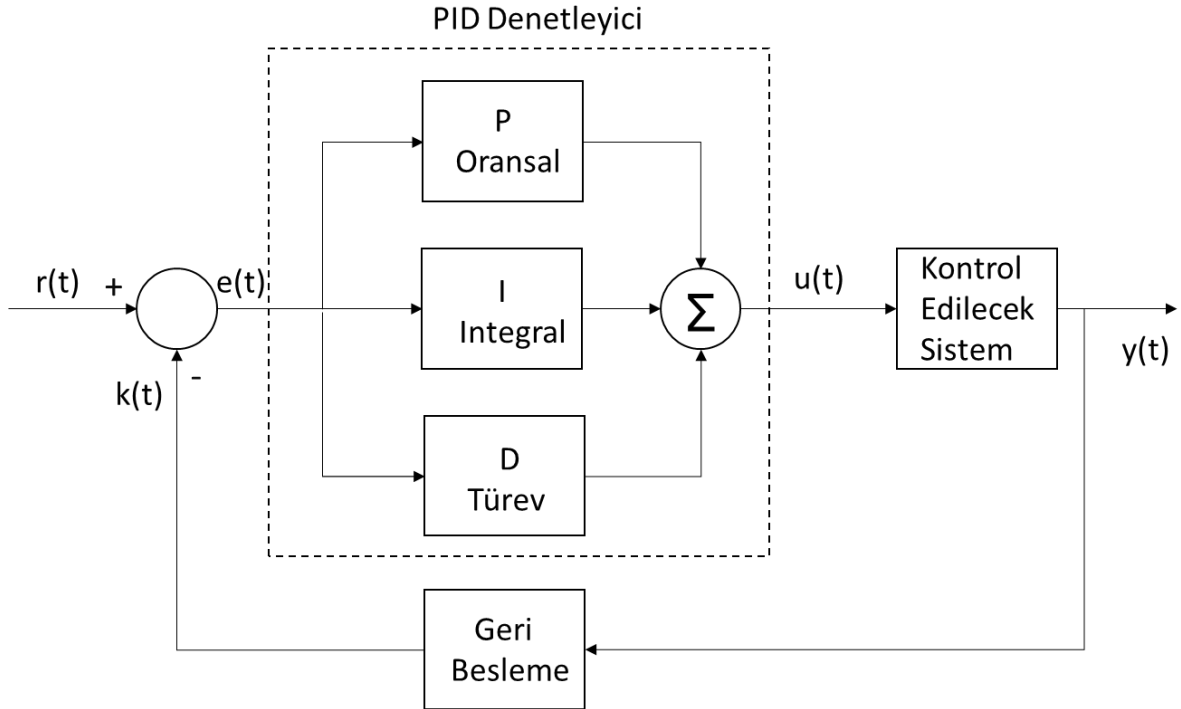 PID Denetleyici
P
Oransal
r(t)
+
e(t)
I
Integral
Σ
u(t)
Kontrol
Edilecek
Sistem
y(t)
k(t)
-
D
Türev
Geri
Besleme